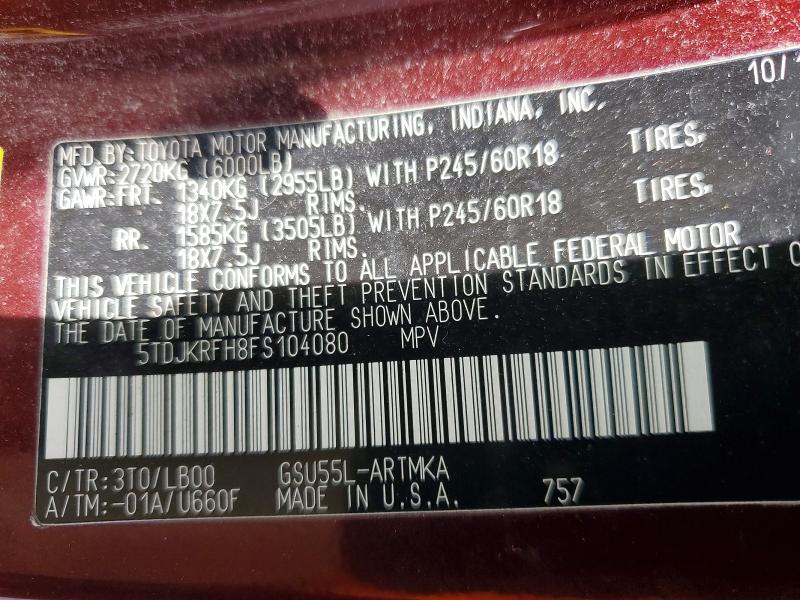 10/
MFD BY: TOYOTA MOTOR MANUFACTURING, INDIANA, INC.
GVWR: 2720KG (6000LB)
GAWR: FRT. 1340KG (2955LB) WITH P245/60R18 TIRES,
18X7.5J RIMS.
RR. 1585KG (3505LB) WITH P245/60R18 TIRES,
18X7.5J RIMS.
THIS VEHICLE CONFORMS TO ALL APPLICABLE FEDERAL MOTOR
VEHICLE SAFETY AND THEFT PREVENTION STANDARDS IN EFFECT O
THE DATE OF MANUFACTURE SHOWN ABOVE.
5TDJKRFH8FS104080 MPV
C/TR: 3T0/LB00 GSU55L-ARTMKA
A/TM: -01A/U660F MADE IN U.S.A. 757